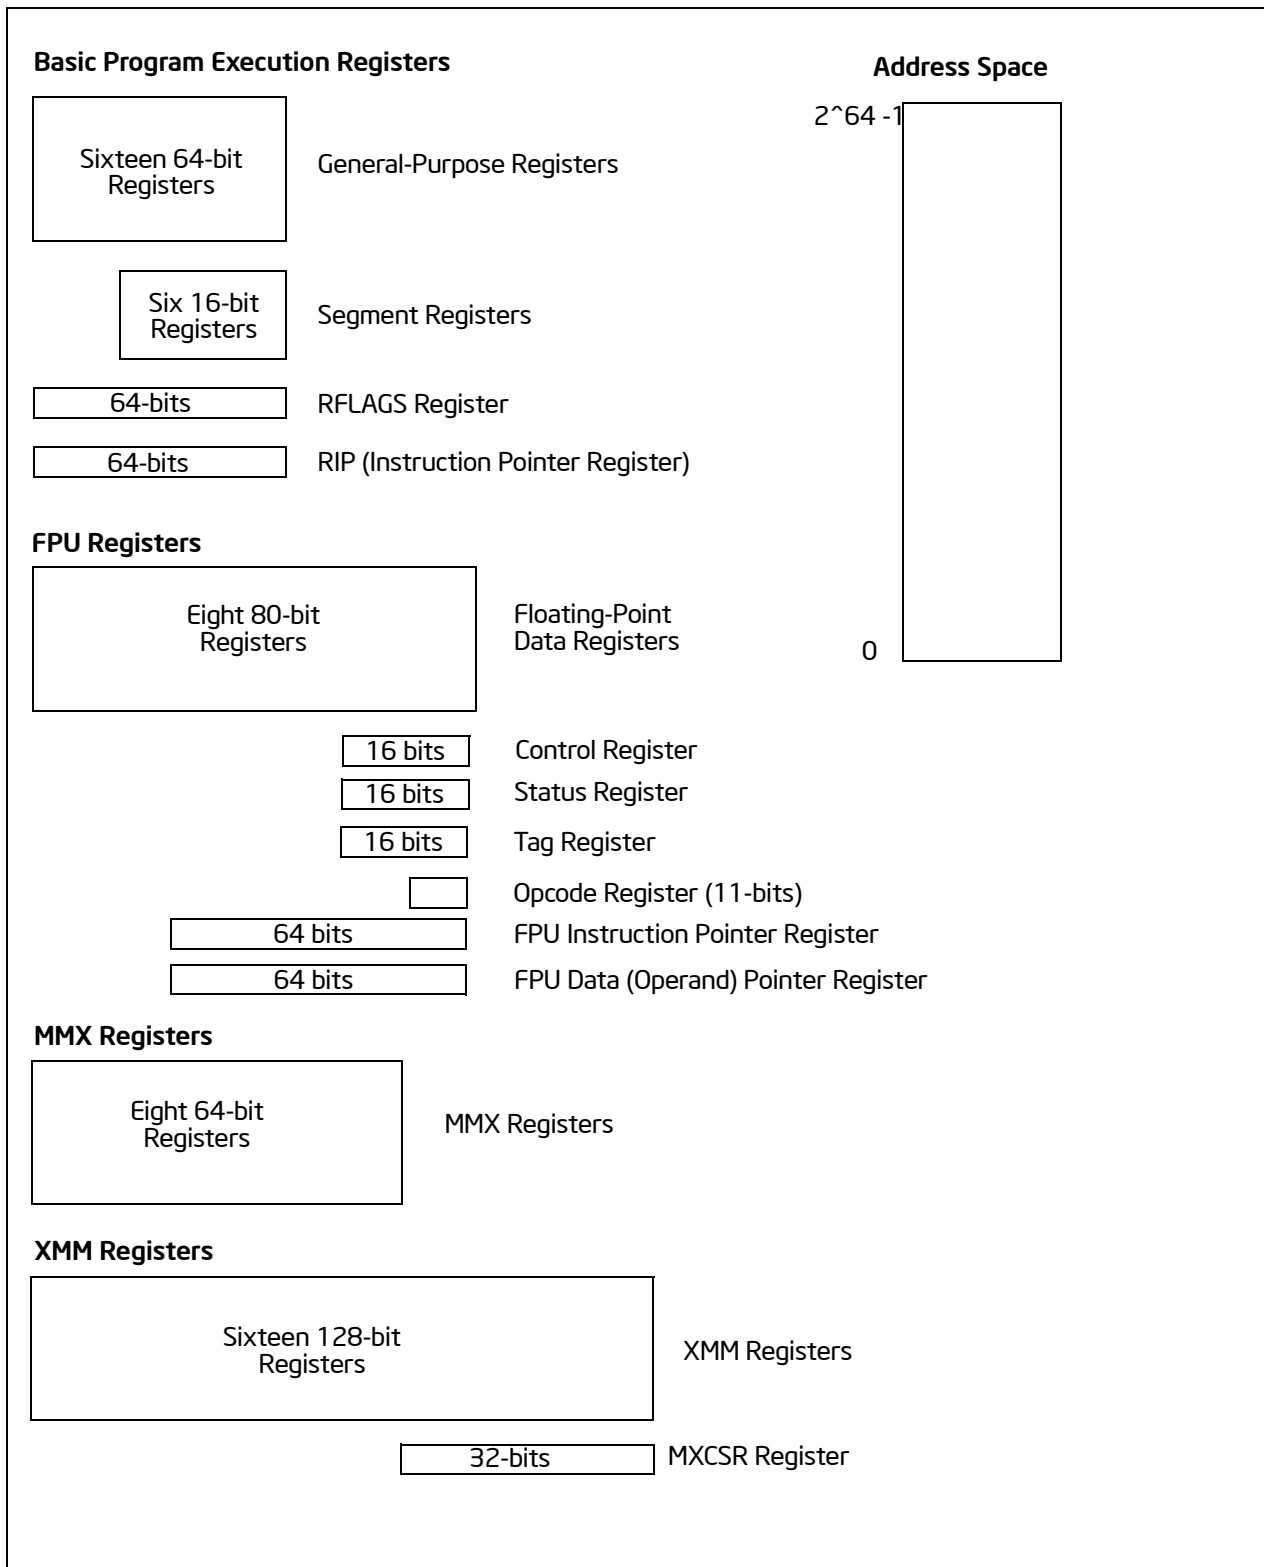 Basic Program Execution Registers
Address Space
2^64 -1
Sixteen 64-bit
Registers
General-Purpose Registers
Six 16-bit
Registers
Segment Registers
64-bits
RFLAGS Register
64-bits
RIP (Instruction Pointer Register)
FPU Registers
Eight 80-bit
Registers
Floating-Point
Data Registers
0
16 bits
Control Register
16 bits
Status Register
16 bits
Tag Register
Opcode Register (11-bits)
64 bits
FPU Instruction Pointer Register
64 bits
FPU Data (Operand) Pointer Register
MMX Registers
Eight 64-bit
Registers
MMX Registers
XMM Registers
Sixteen 128-bit
Registers
XMM Registers
32-bits
MXCSR Register